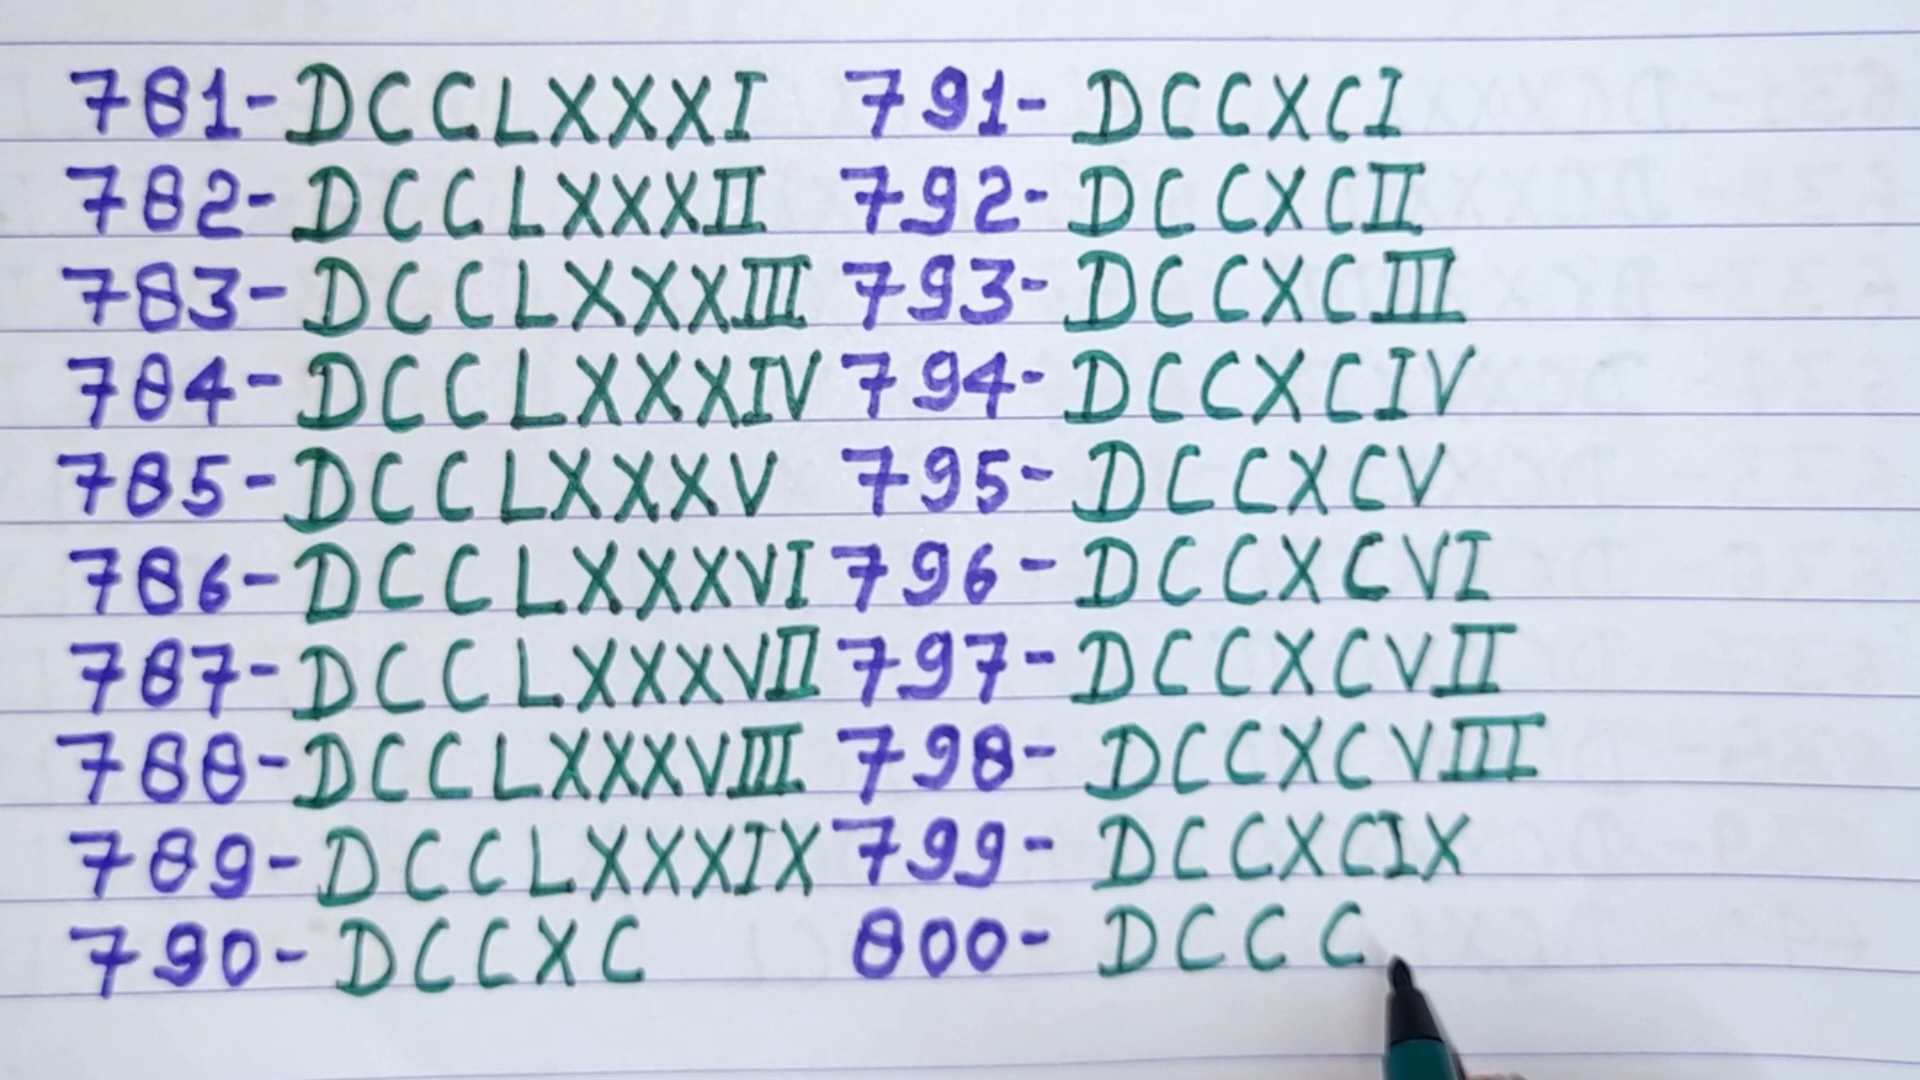 781- DCCLXXXI 791- DCCXCI
782- DCCLXXXII 792- DCCXCII
783- DCCLXXXIII 793- DCCXCIII
784- DCCLXXXIV 794- DCCXCIV
785- DCCLXXXV 795- DCCXCV
786- DCCLXXXVI 796- DCCXCVI
787- DCCLXXXVII 797- DCCXCVII
788- DCCLXXXVIII 798- DCCXCVIII
789- DCCLXXXIX 799- DCCXCIX
790- DCCXC 800- DCCC